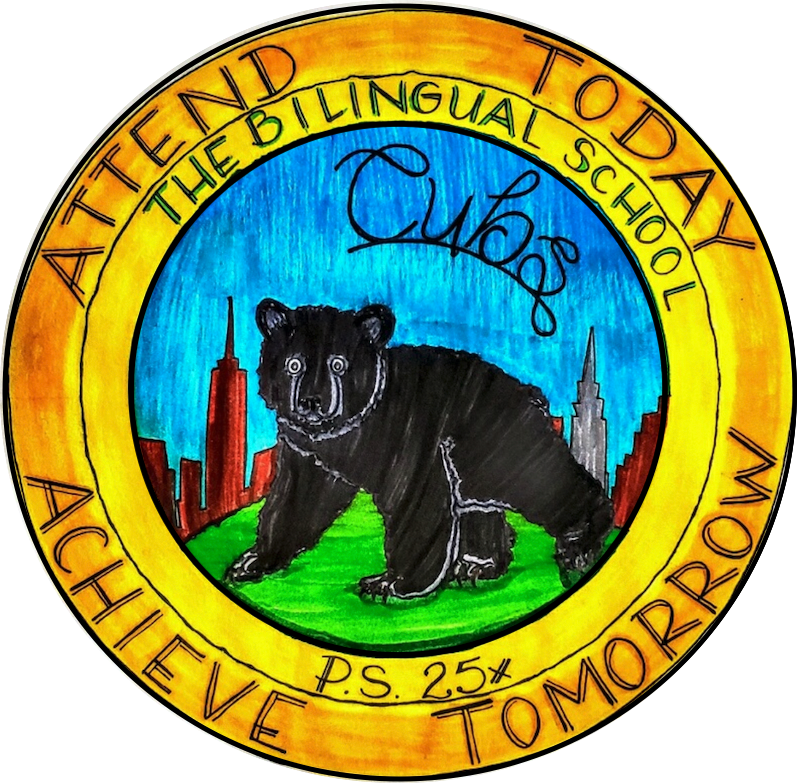 ATTEND TODAY
THE BILINGUAL SCHOOL
Cubs
P.S. 25x
ACHIEVE TOMORROW